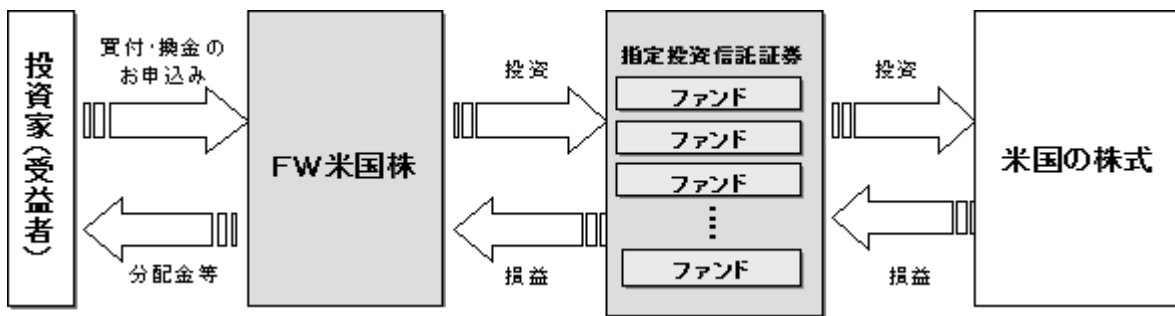 投資家(受益者)
買付・換金の
お申込み
分配金等
FW米国株
投資
損益
指定投資信託証券
ファンド
ファンド
ファンド
ファンド
投資
損益
米国の株式